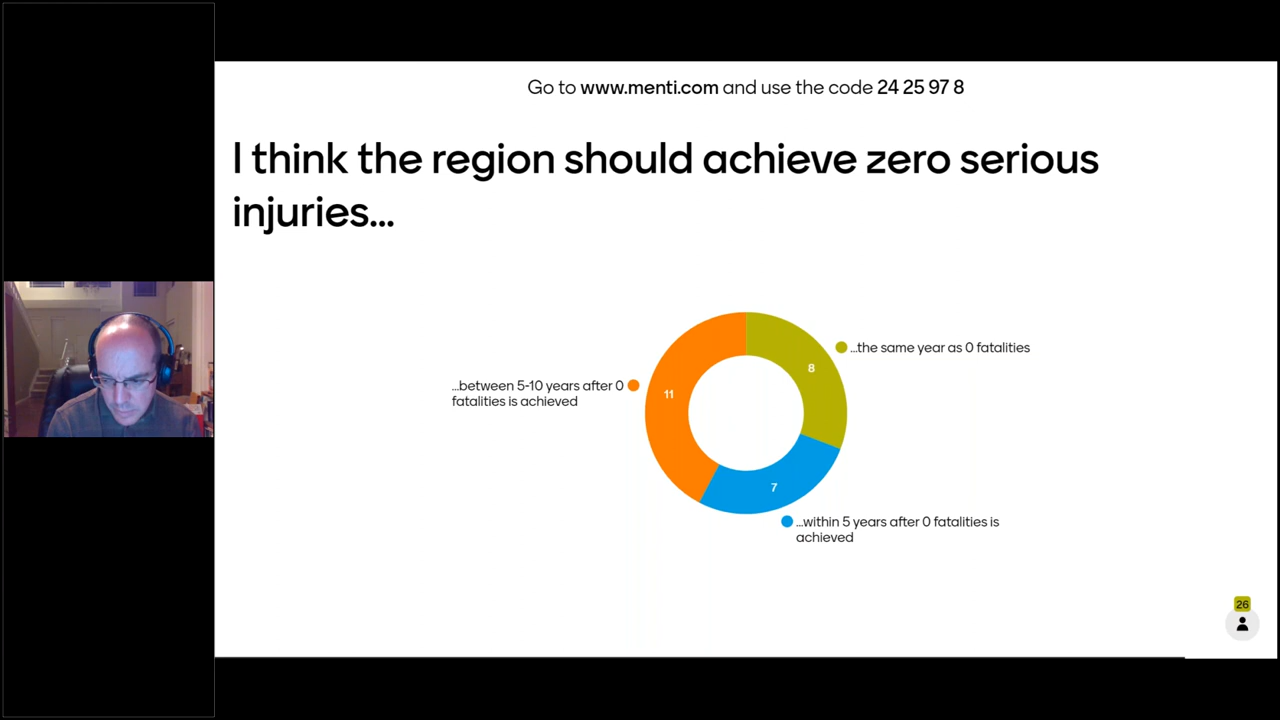 Go to www.menti.com and use the code 24 25 97 8
I think the region should achieve zero serious
injuries...
...the same year as 0 fatalities
8
...between 5-10 years after 0
fatalities is achieved
11
7
...within 5 years after 0 fatalities is
achieved
26